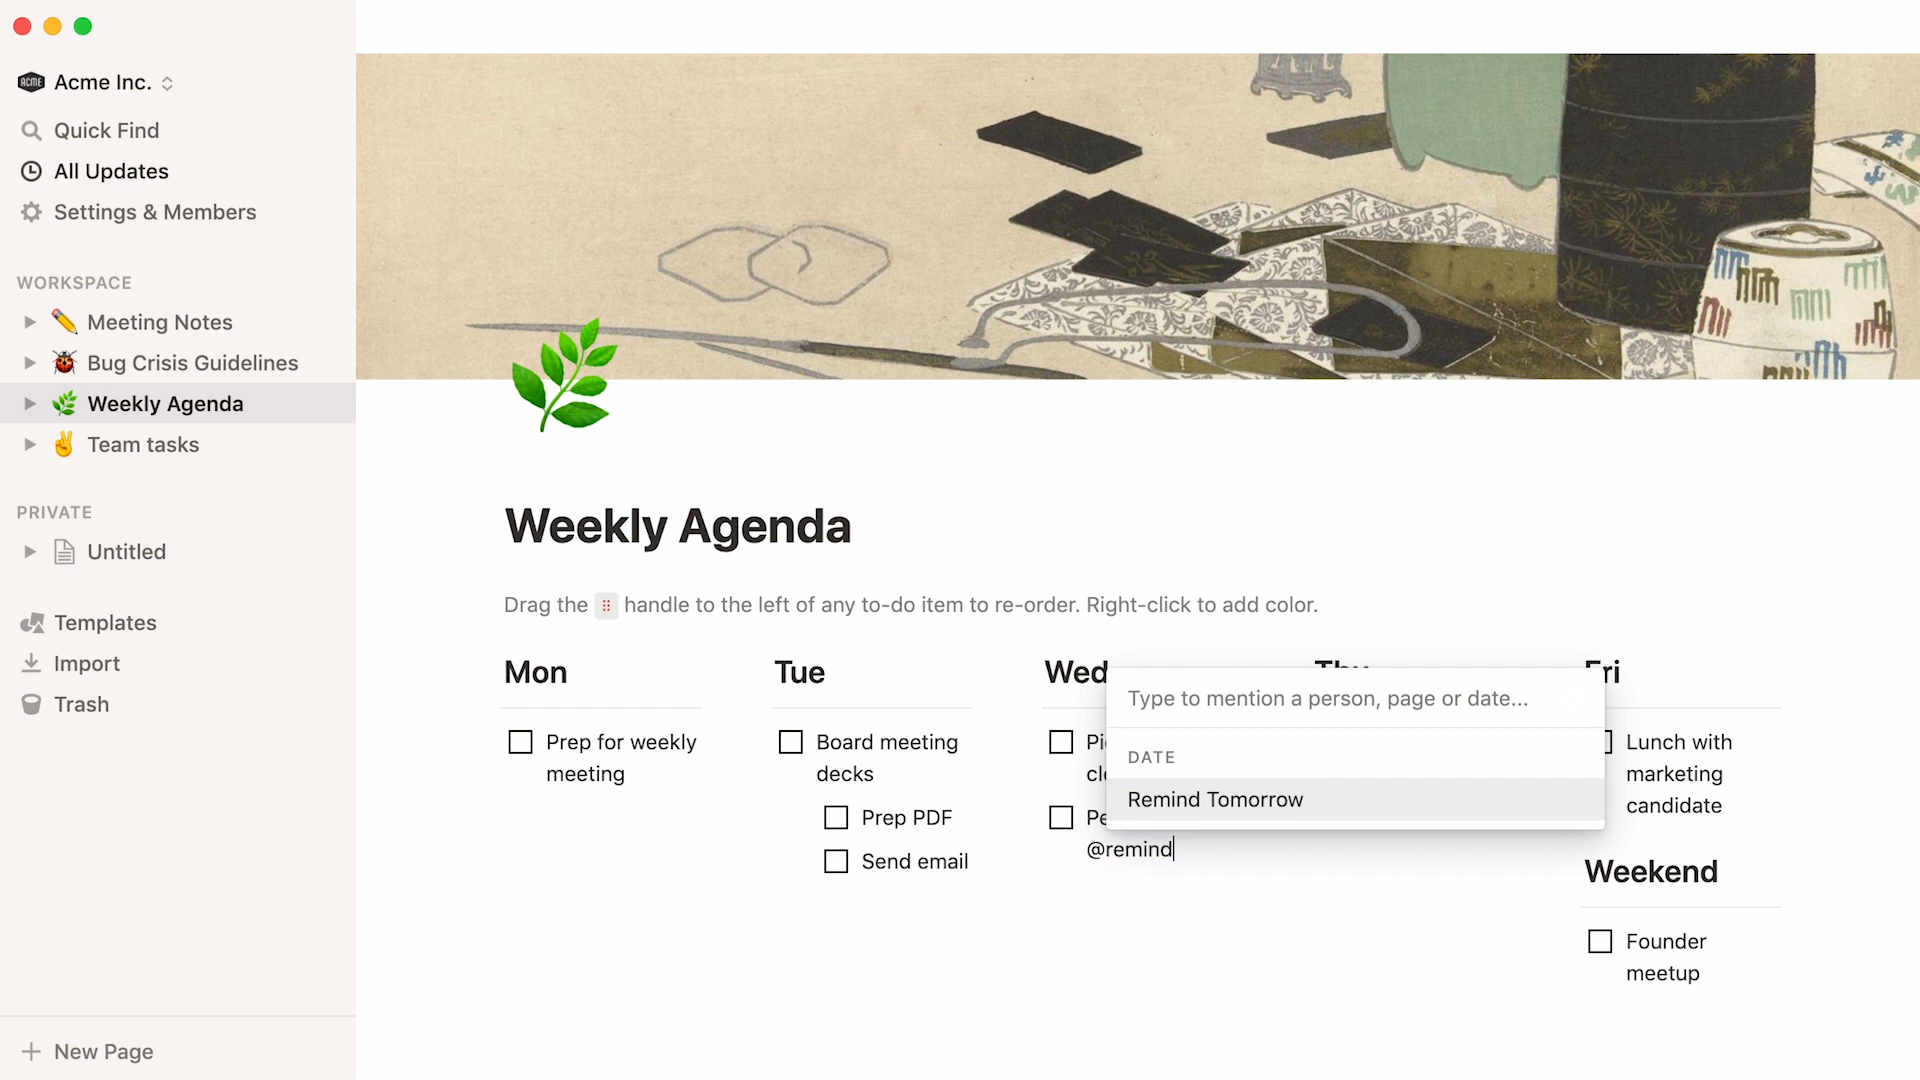 ACME
Acme Inc.
Quick Find
All Updates
Settings & Members
WORKSPACE
Meeting Notes
Bug Crisis Guidelines
Weekly Agenda
Team tasks
PRIVATE
Untitled
Templates
Import
Trash
New Page
Weekly Agenda
Drag the handle to the left of any to-do item to re-order. Right-click to add color.
Mon
Prep for weekly
meeting
Tue
Board meeting
decks
Prep PDF
Send email
Wed
@remind
Type to mention a person, page or date...
DATE
Remind Tomorrow
Lunch with
marketing
candidate
Weekend
Founder
meetup